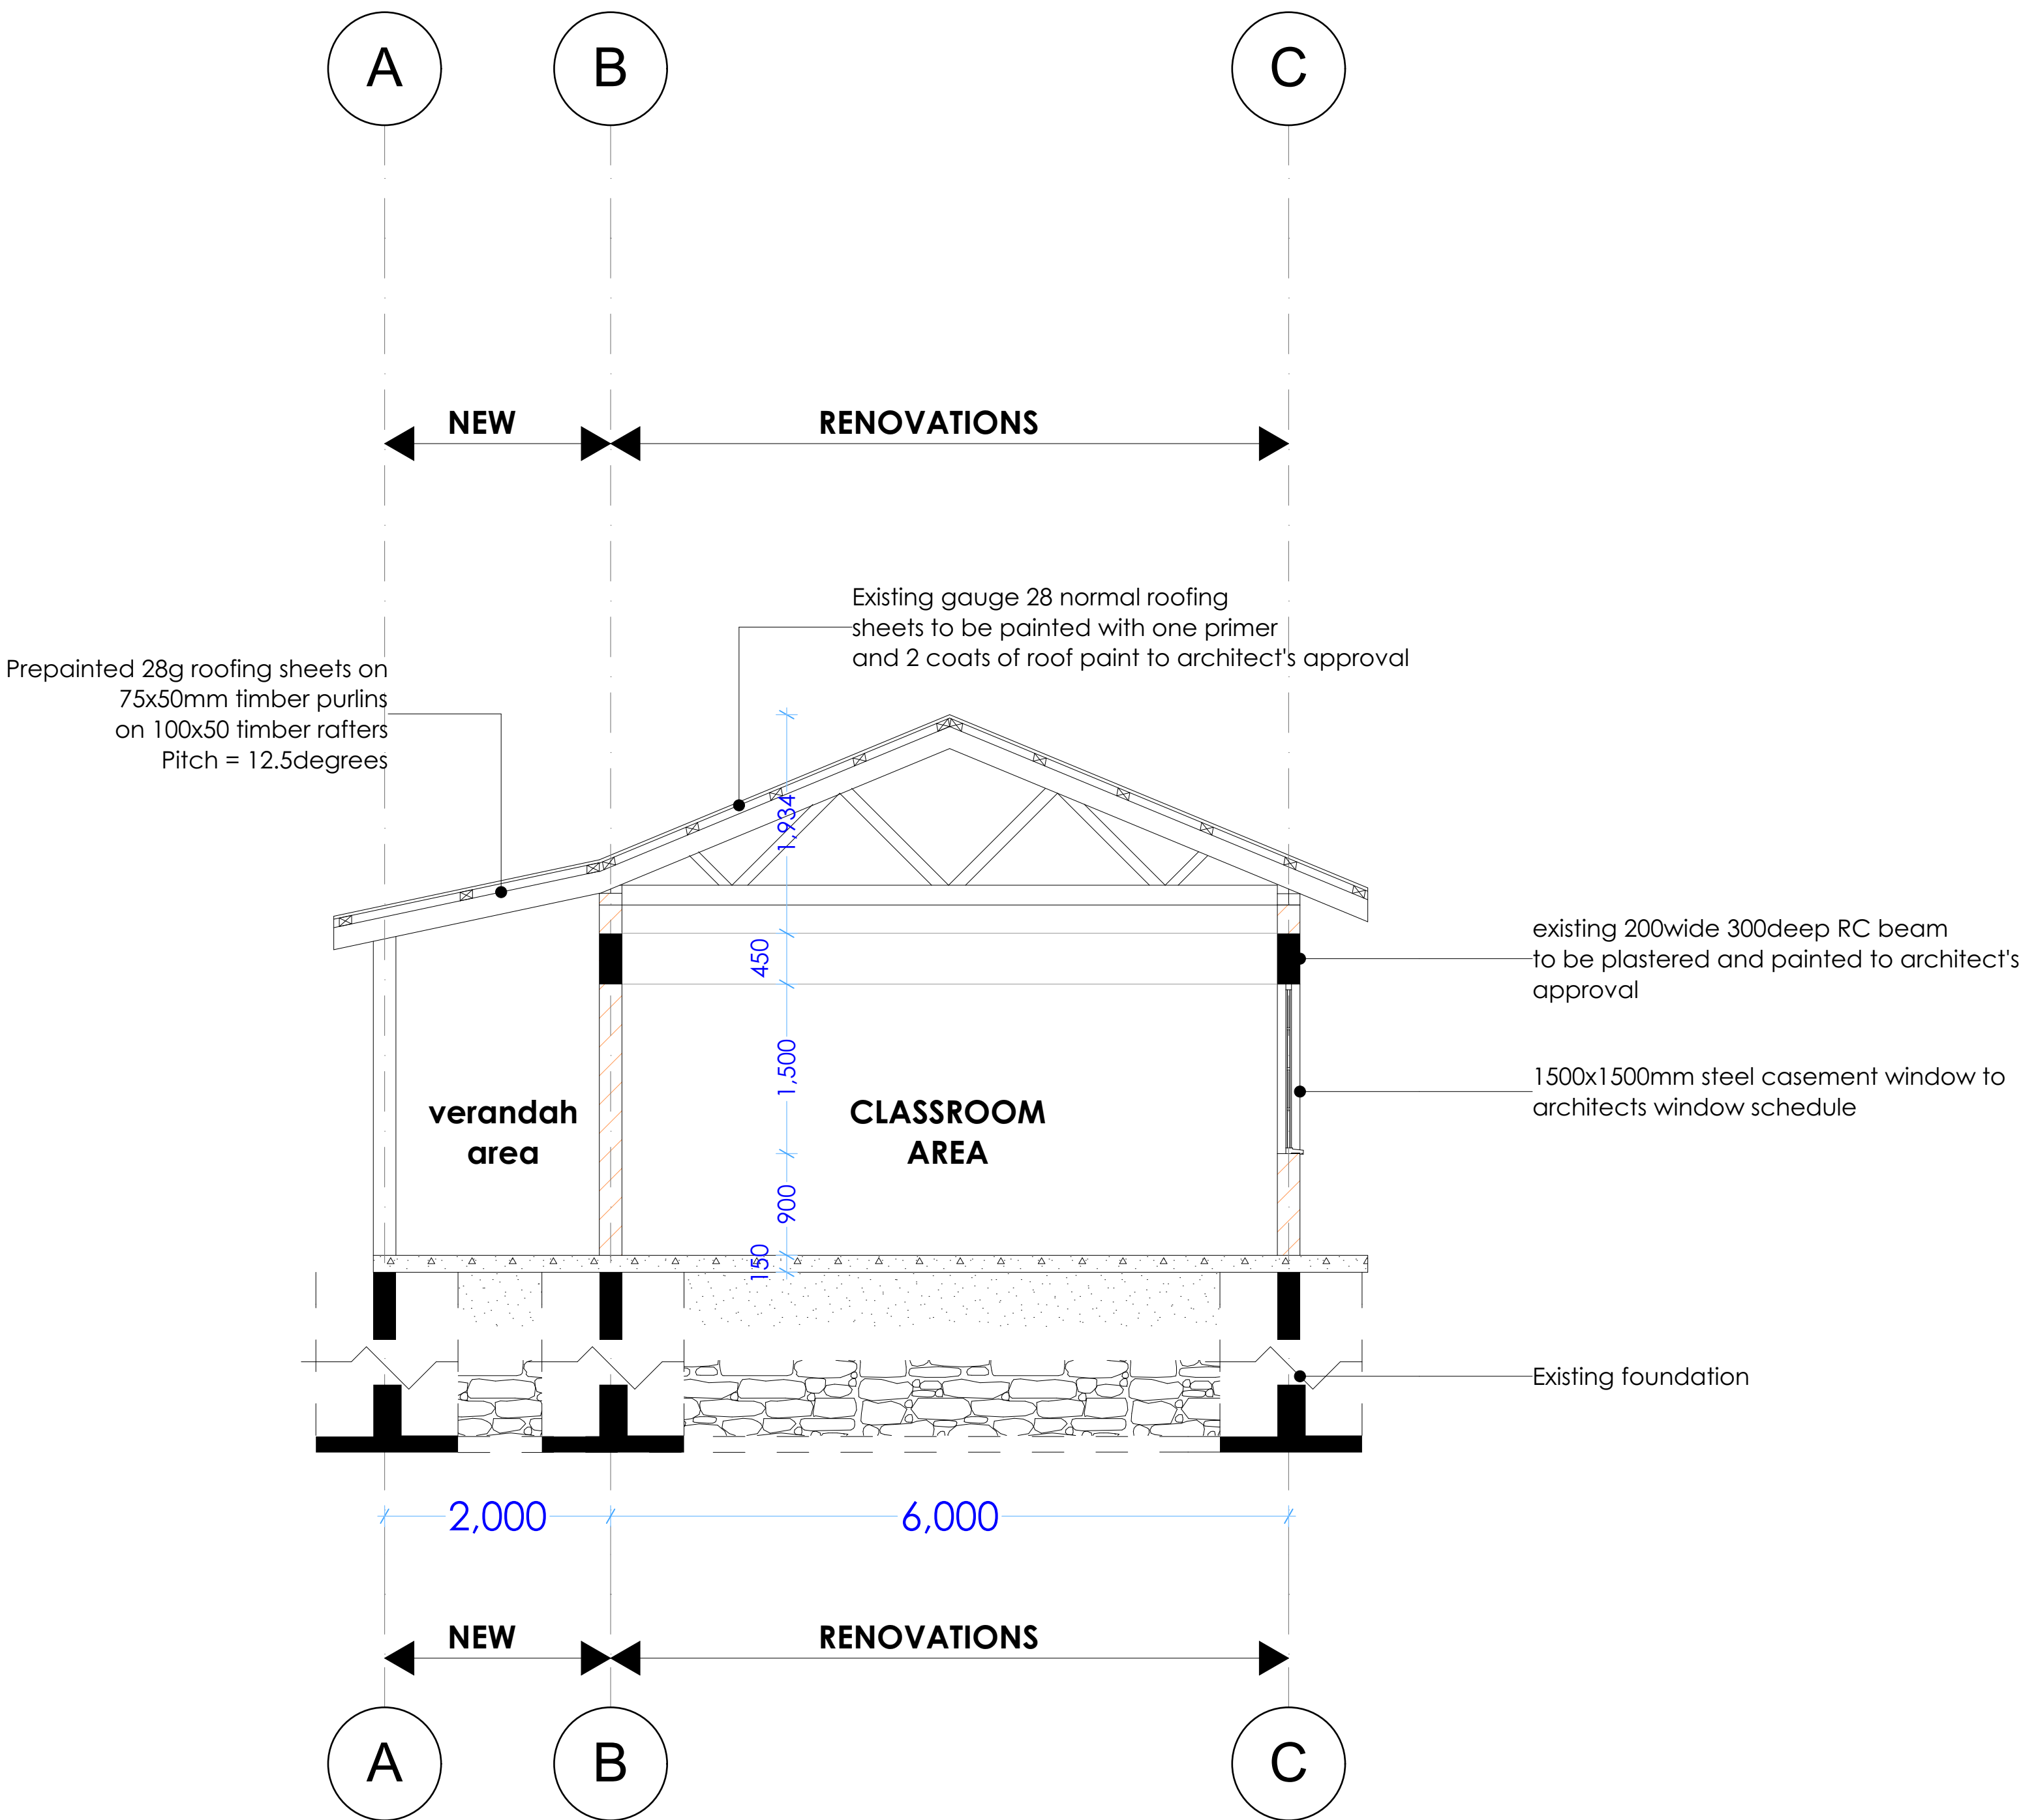 A
B
C
NEW
RENOVATIONS
Existing gauge 28 normal roofing
sheets to be painted with one primer
and 2 coats of roof paint to architect's approval
Prepainted 28g roofing sheets on
75x50mm timber purlins
on 100x50 timber rafters
Pitch = 12.5degrees
1,934
450
1,500
900
150
existing 200wide 300deep RC beam
to be plastered and painted to architect's
approval
1500x1500mm steel casement window to
architects window schedule
verandah
area
CLASSROOM
AREA
Existing foundation
2,000
6,000
NEW
RENOVATIONS
A
B
C